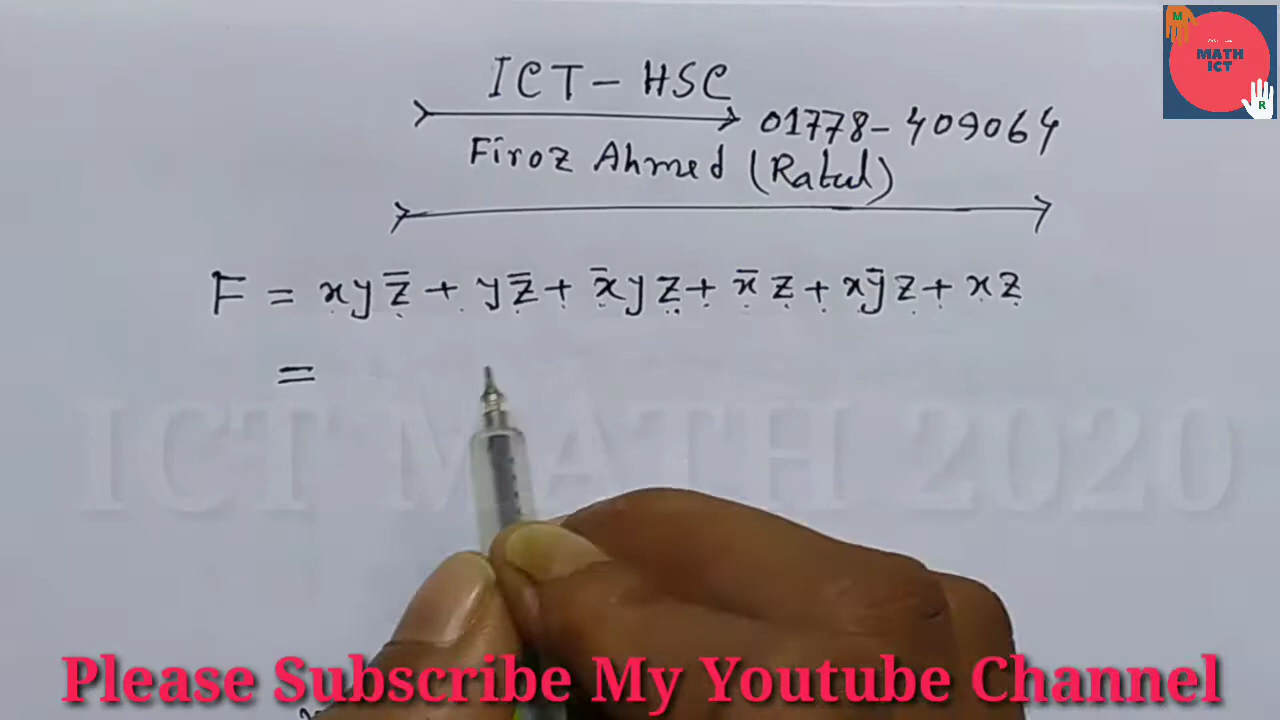 M
MATH
ICT
R
ICT - HSC
01778-409064
Firoz Ahmed (Ratul)
F = xyz̅ + yz̅ + x̅yz + x̅z + xy̅z + xz
=
ICT MATH 2020
Please Subscribe My Youtube Channel